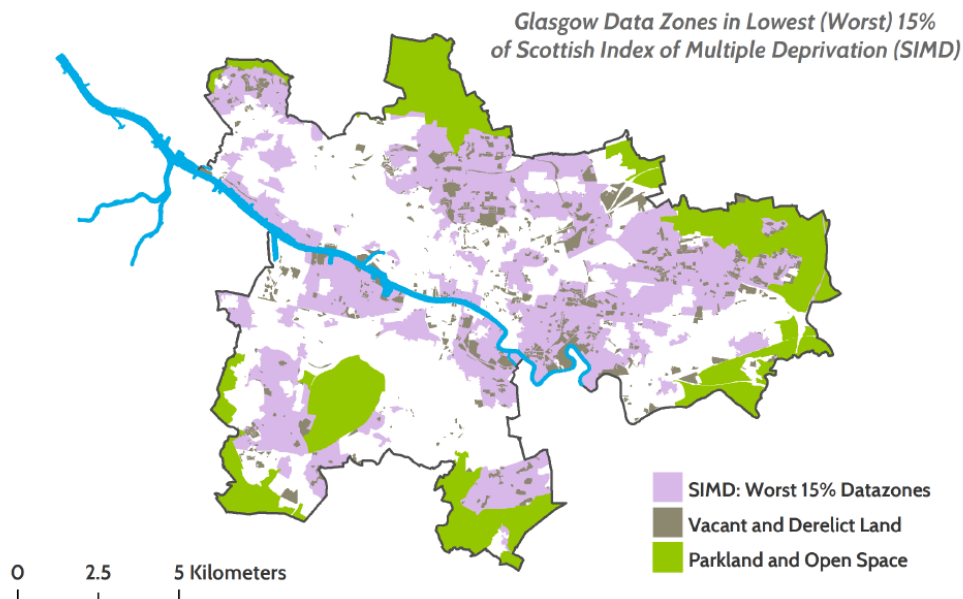 Glasgow Data Zones in Lowest (Worst) 15%
of Scottish Index of Multiple Deprivation (SIMD)
SIMD: Worst 15% Datazones
Vacant and Derelict Land
Parkland and Open Space
0 2.5 5 Kilometers